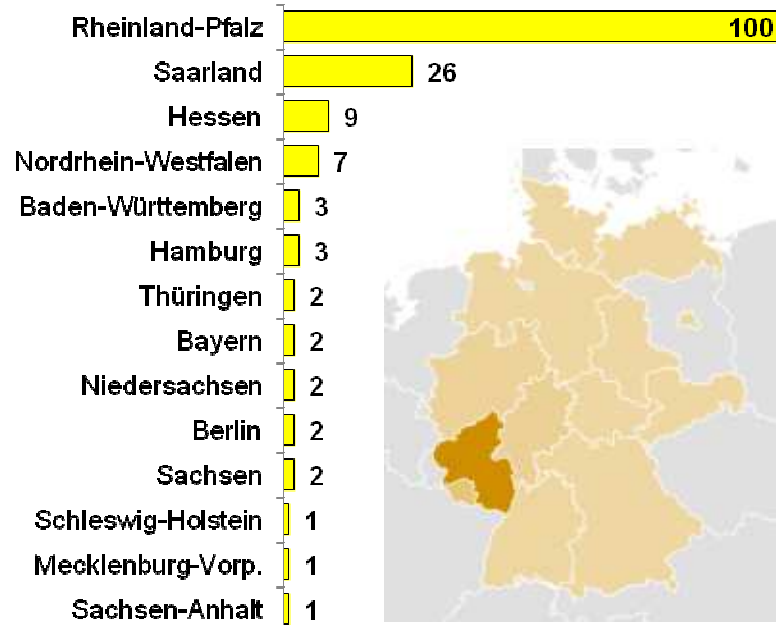 Rheinland-Pfalz 100
Saarland 26
Hessen 9
Nordrhein-Westfalen 7
Baden-Württemberg 3
Hamburg 3
Thüringen 2
Bayern 2
Niedersachsen 2
Berlin 2
Sachsen 2
Schleswig-Holstein 1
Mecklenburg-Vorp. 1
Sachsen-Anhalt 1